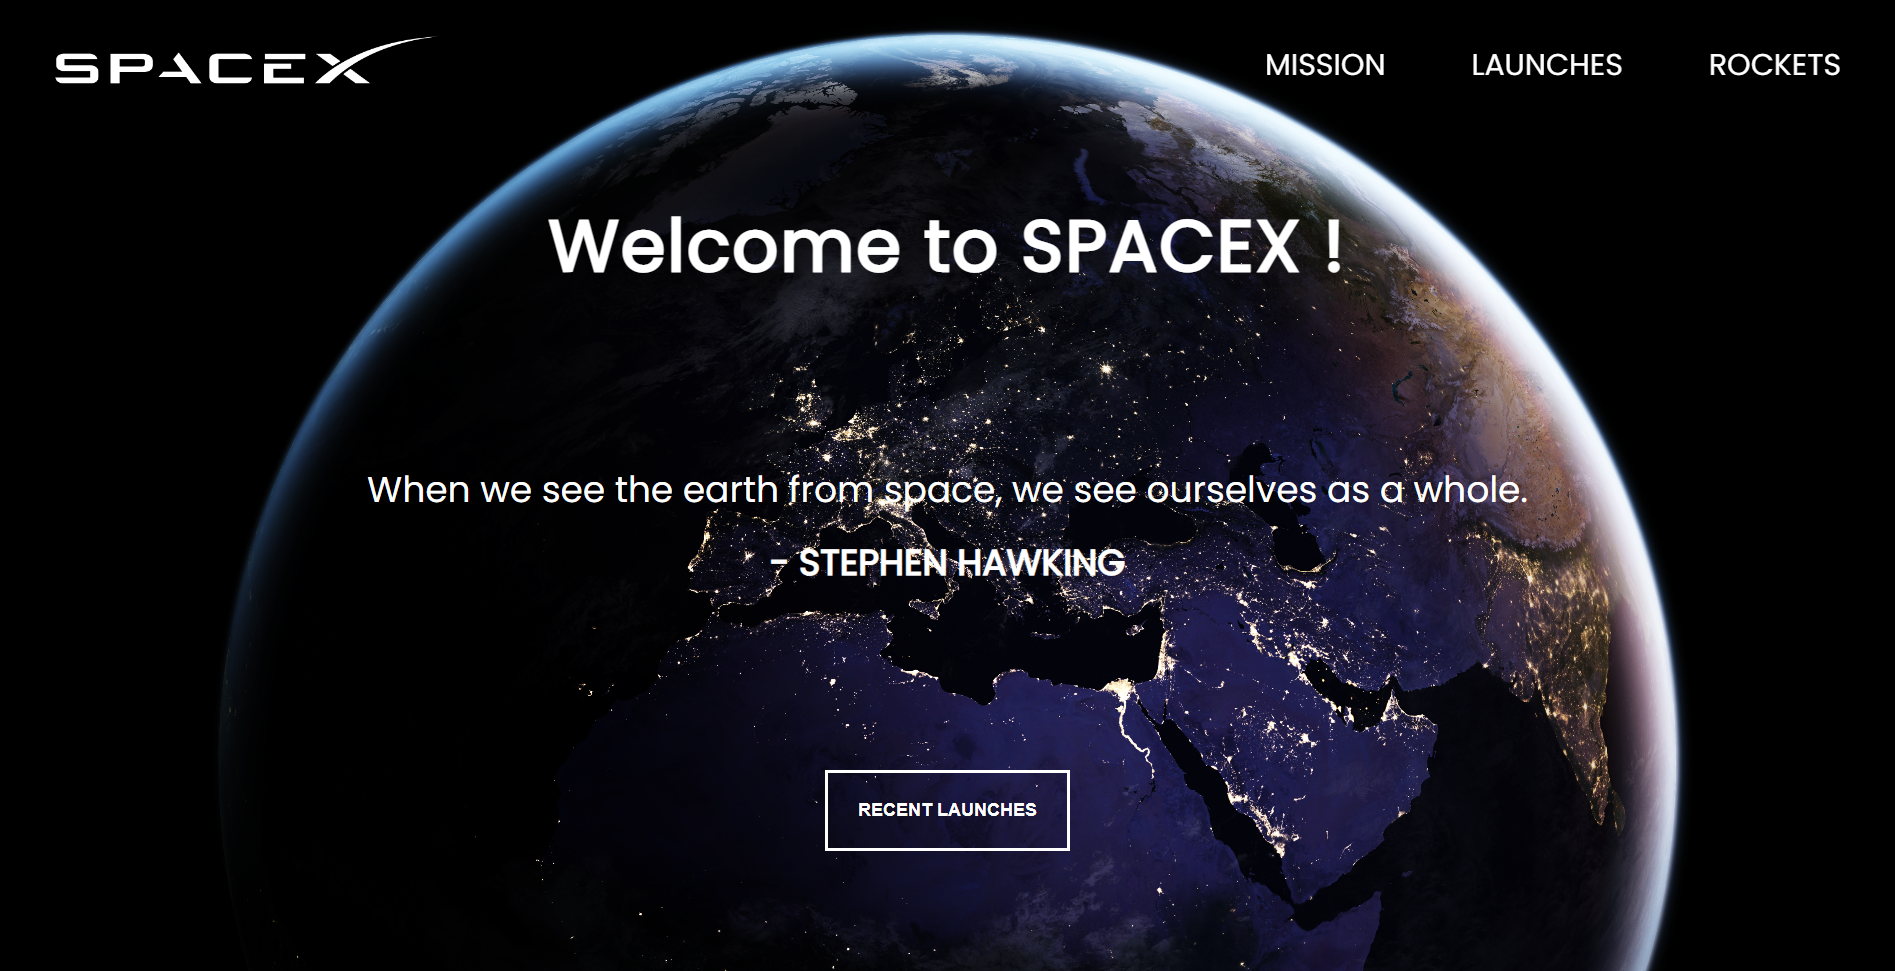 SPACEX
MISSION LAUNCHES ROCKETS
Welcome to SPACEX !
When we see the earth from space, we see ourselves as a whole.
- STEPHEN HAWKING
RECENT LAUNCHES